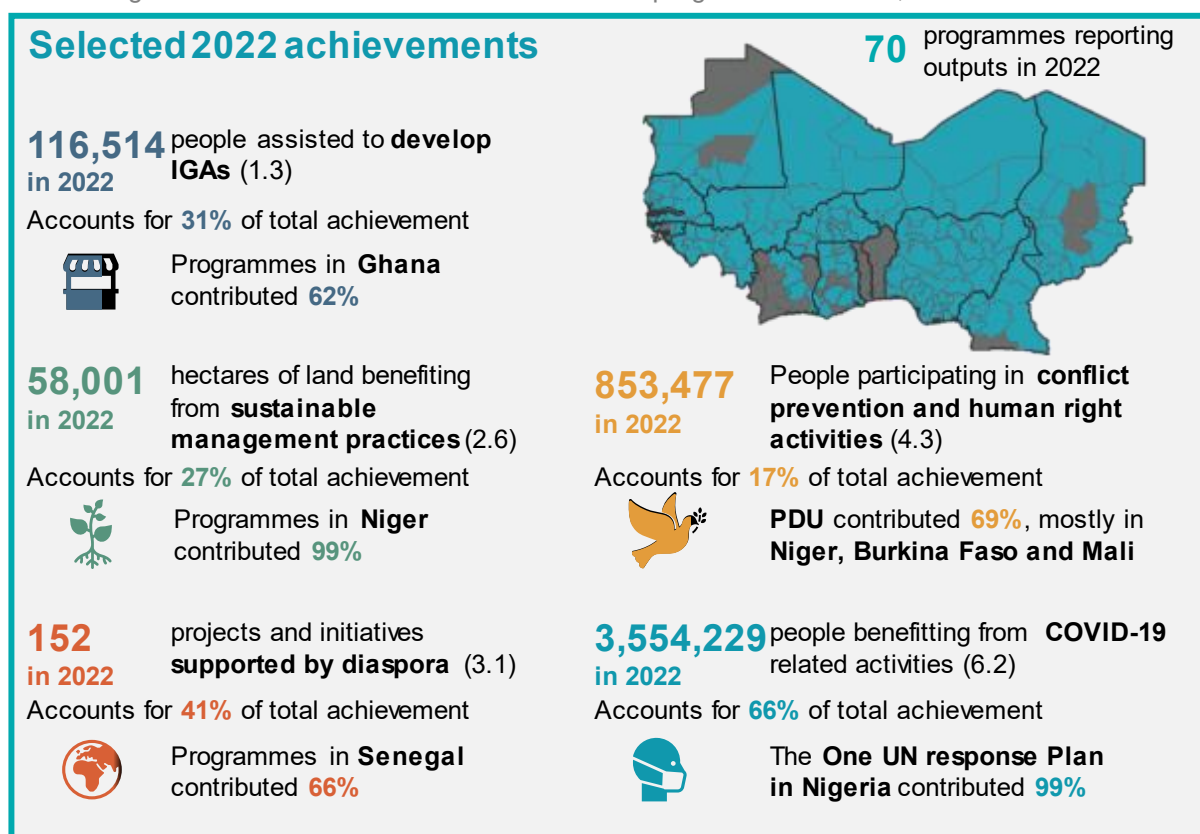 Selected 2022 achievements
70 programmes reporting
outputs in 2022
116,514 people assisted to develop
in 2022 IGAs (1.3)
Accounts for 31% of total achievement
Programmes in Ghana
contributed 62%
58,001 hectares of land benefiting
in 2022 from sustainable
management practices (2.6)
Accounts for 27% of total achievement
Programmes in Niger
contributed 99%
853,477 People participating in conflict
in 2022 prevention and human right
activities (4.3)
Accounts for 17% of total achievement
PDU contributed 69%, mostly in
Niger, Burkina Faso and Mali
152 projects and initiatives
in 2022 supported by diaspora (3.1)
Accounts for 41% of total achievement
Programmes in Senegal
contributed 66%
3,554,229 people benefitting from COVID-19
in 2022 related activities (6.2)
Accounts for 66% of total achievement
The One UN response Plan
in Nigeria contributed 99%